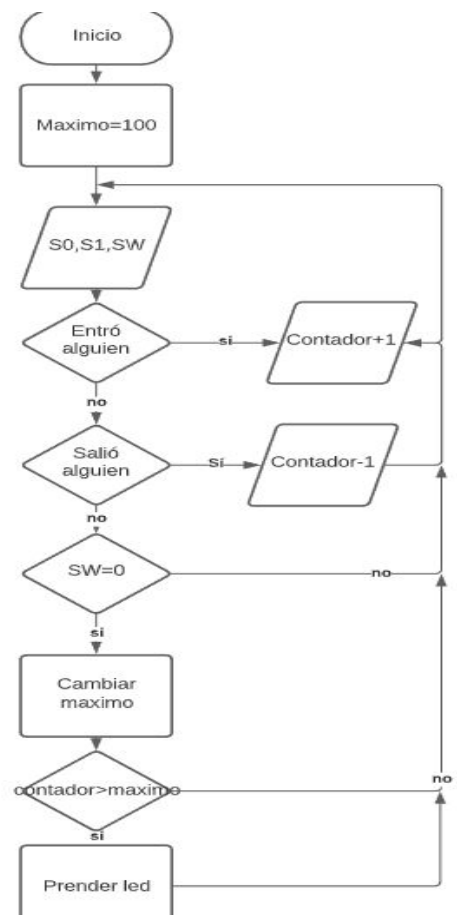 Inicio
Maximo=100
S0,S1,SW
Entró
alguien
si
Contador+1
no
Salió
alguien
Sí
Contador-1
no
SW=0
no
si
Cambiar
maximo
contador>maximo
no
si
Prender led